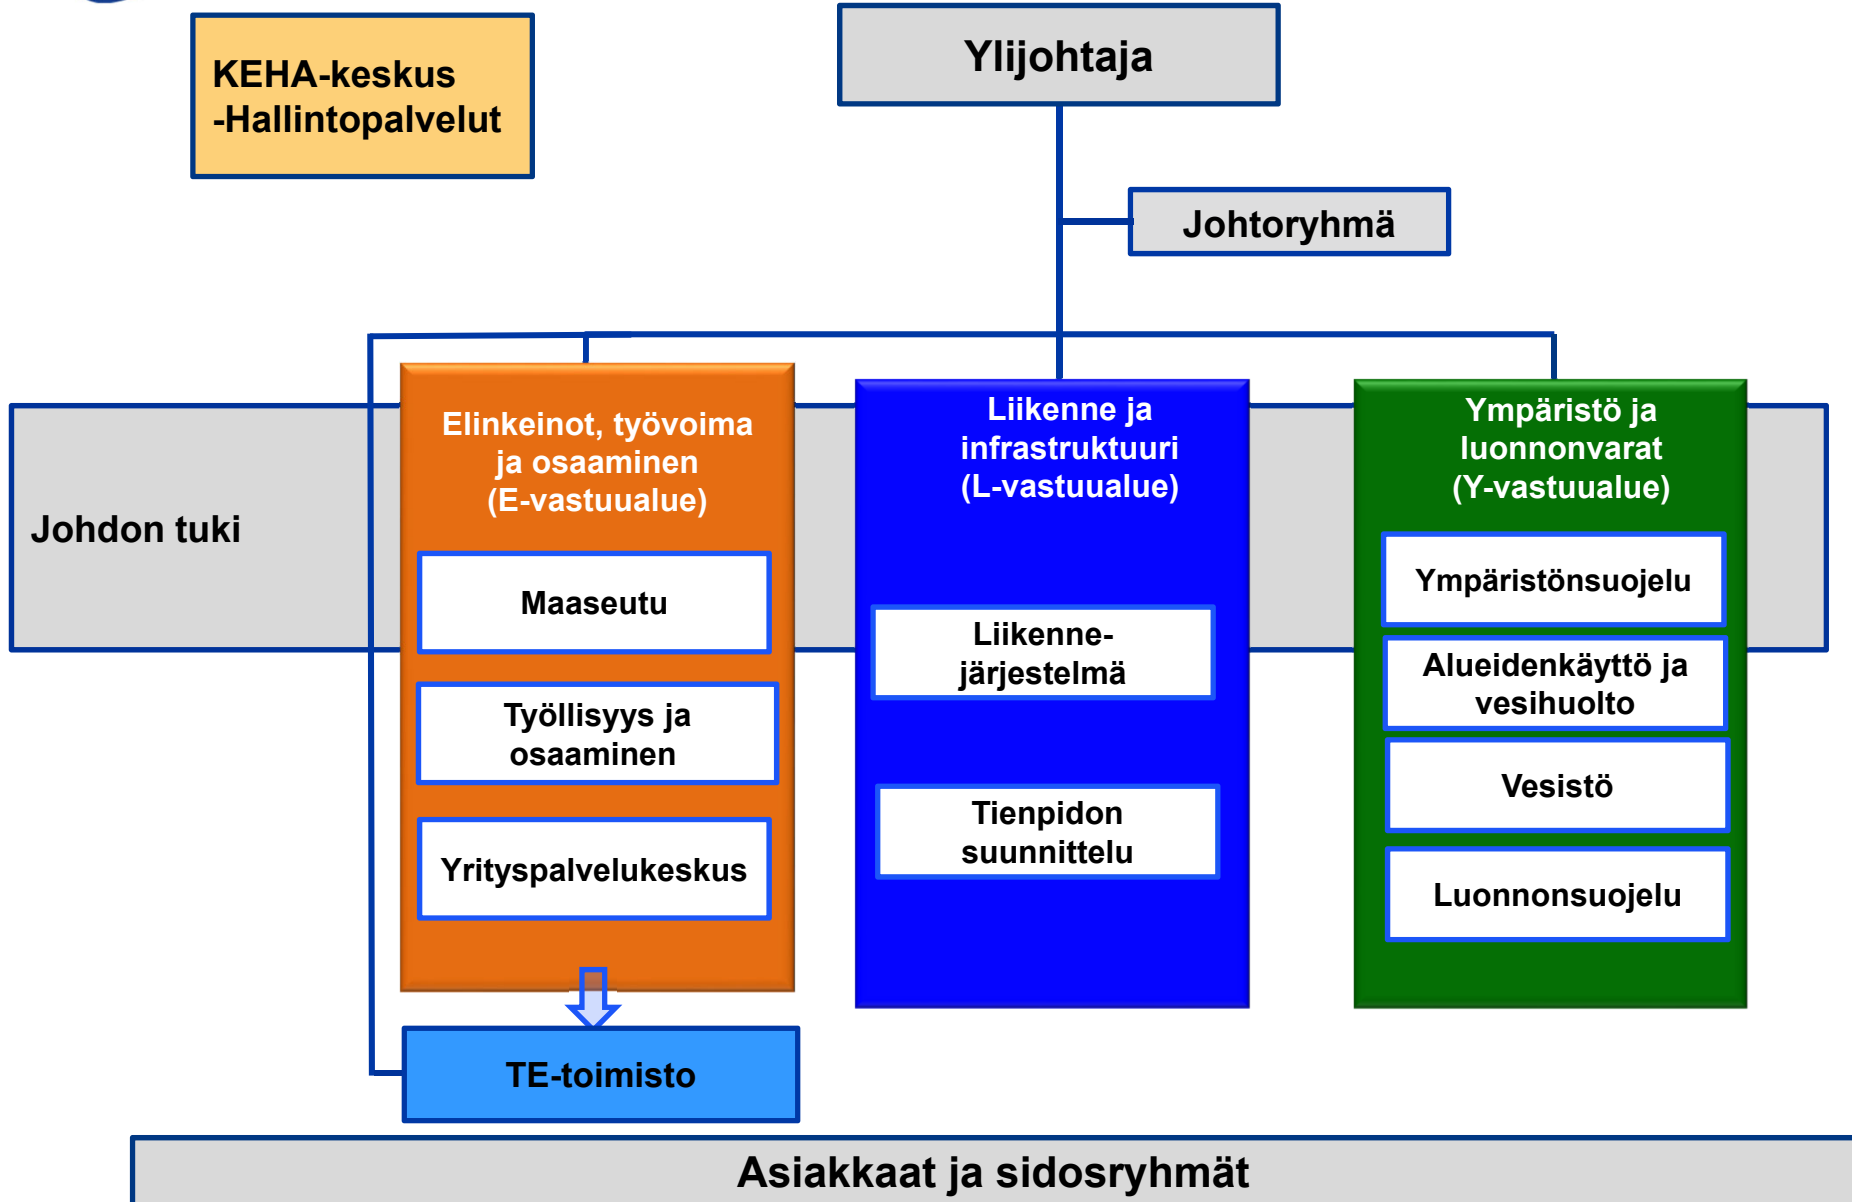 KEHA-keskus
-Hallintopalvelut
Ylijohtaja
Johtoryhmä
Johdon tuki
Elinkeinot, työvoima
ja osaaminen
(E-vastuualue)
Maaseutu
Työllisyys ja
osaaminen
Yrityspalvelukeskus
TE-toimisto
Liikenne ja
infrastruktuuri
(L-vastuualue)
Liikenne-
järjestelmä
Tienpidon
suunnittelu
Ympäristö ja
luonnonvarat
(Y-vastuualue)
Ympäristönsuojelu
Alueidenkäyttö ja
vesihuolto
Vesistö
Luonnonsuojelu
Asiakkaat ja sidosryhmät